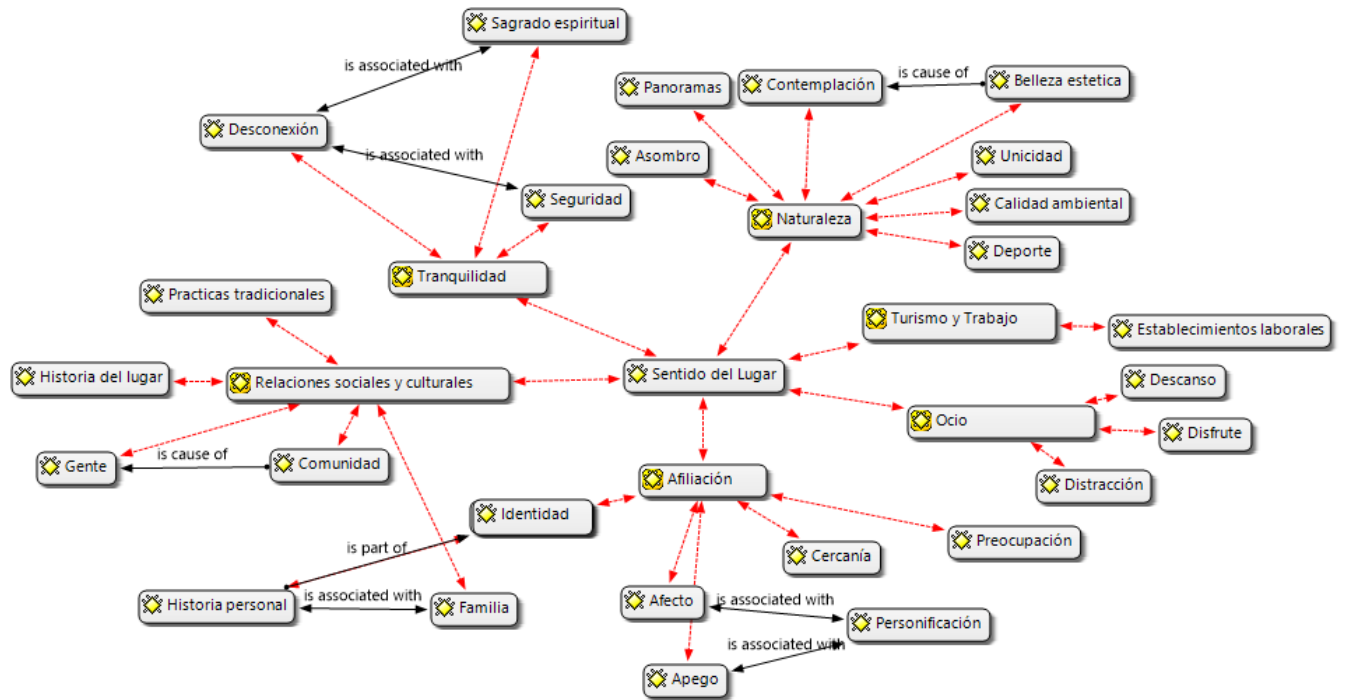 Sagrado espiritual
is associated with
Panoramas
Contemplación
is cause of
Belleza estetica
Desconexión
is associated with
Asombro
Unicidad
Seguridad
Calidad ambiental
Naturaleza
Deporte
Tranquilidad
Practicas tradicionales
Turismo y Trabajo
Establecimientos laborales
Historia del lugar
Relaciones sociales y culturales
Sentido del Lugar
Descanso
Ocio
Disfrute
Gente
is cause of
Comunidad
Afiliación
Distracción
Identidad
Preocupación
is part of
Cercanía
Historia personal
is associated with
Familia
Afecto
is associated with
Personificación
is associated with
Apego